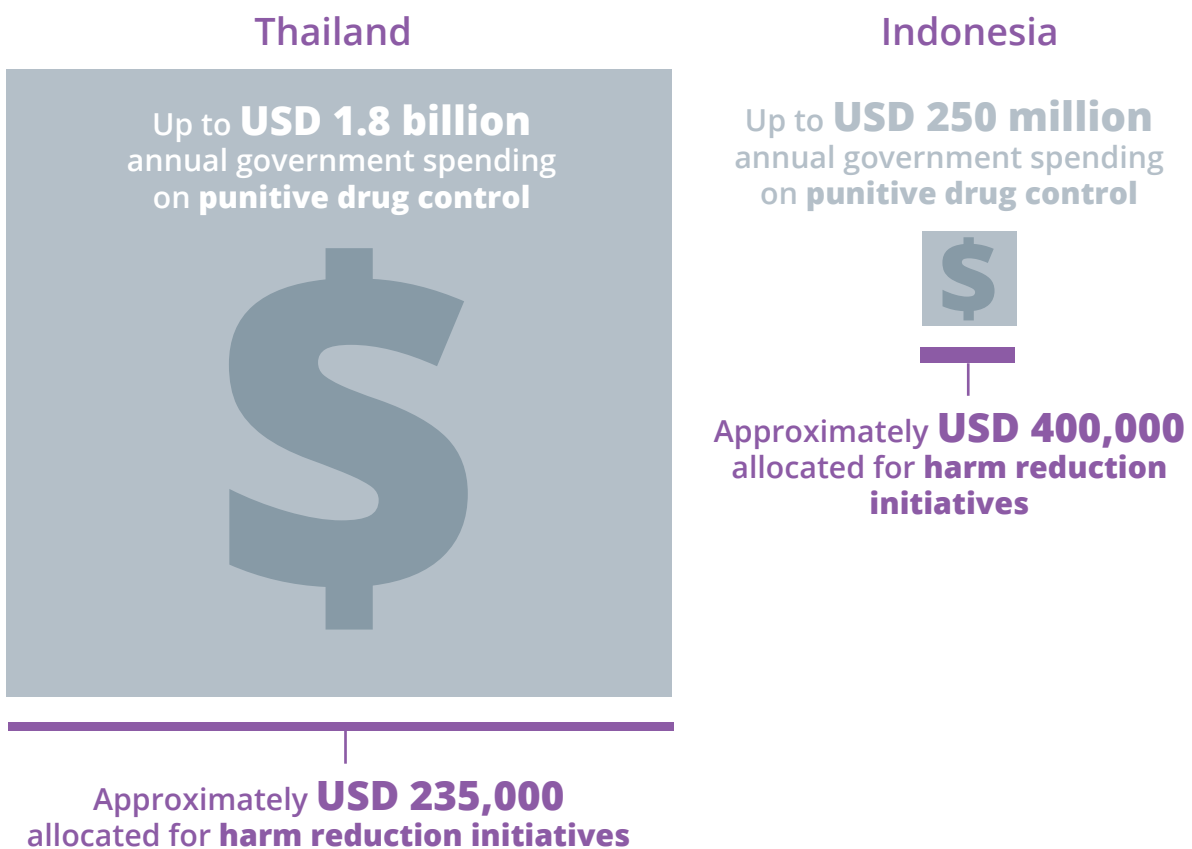 Thailand
Up to USD 1.8 billion
annual government spending
on punitive drug control
$
Approximately USD 235,000
allocated for harm reduction initiatives
Indonesia
Up to USD 250 million
annual government spending
on punitive drug control
$
Approximately USD 400,000
allocated for harm reduction
initiatives